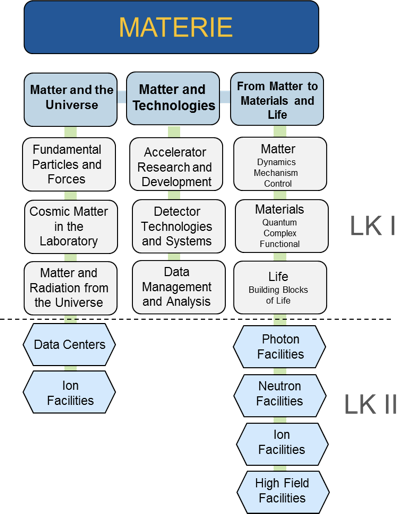 MATERIE
Matter and the
Universe
Matter and
Technologies
From Matter to
Materials and
Life
Fundamental
Particles and
Forces
Accelerator
Research and
Development
Matter
Dynamics
Mechanism
Control
Cosmic Matter
in the
Laboratory
Detector
Technologies
and Systems
Materials
Quantum
Complex
Functional
LK I
Matter and
Radiation from
the Universe
Data
Management
and Analysis
Life
Building Blocks
of Life
Data Centers
Photon
Facilities
Ion
Facilities
Neutron
Facilities
LK II
Ion
Facilities
High Field
Facilities